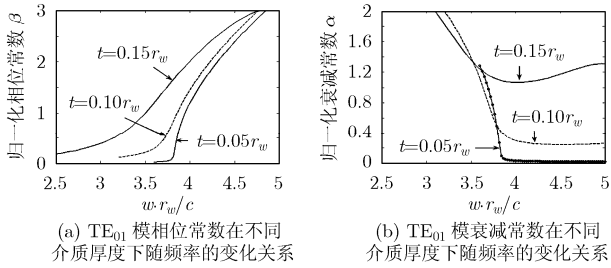 归一化相位常数 β
3
2
1
0
t=0.15r_w
t=0.10r_w
t=0.05r_w
2.5 3 3.5 4 4.5 5
w·r_w/c
(a) TE₀₁ 模相位常数在不同
介质厚度下随频率的变化关系
归一化衰减常数 α
2
1.6
1.2
0.8
0.4
0
t=0.15r_w
t=0.10r_w
t=0.05r_w
2.5 3 3.5 4 4.5 5
w·r_w/c
(b) TE₀₁ 模衰减常数在不同
介质厚度下随频率的变化关系